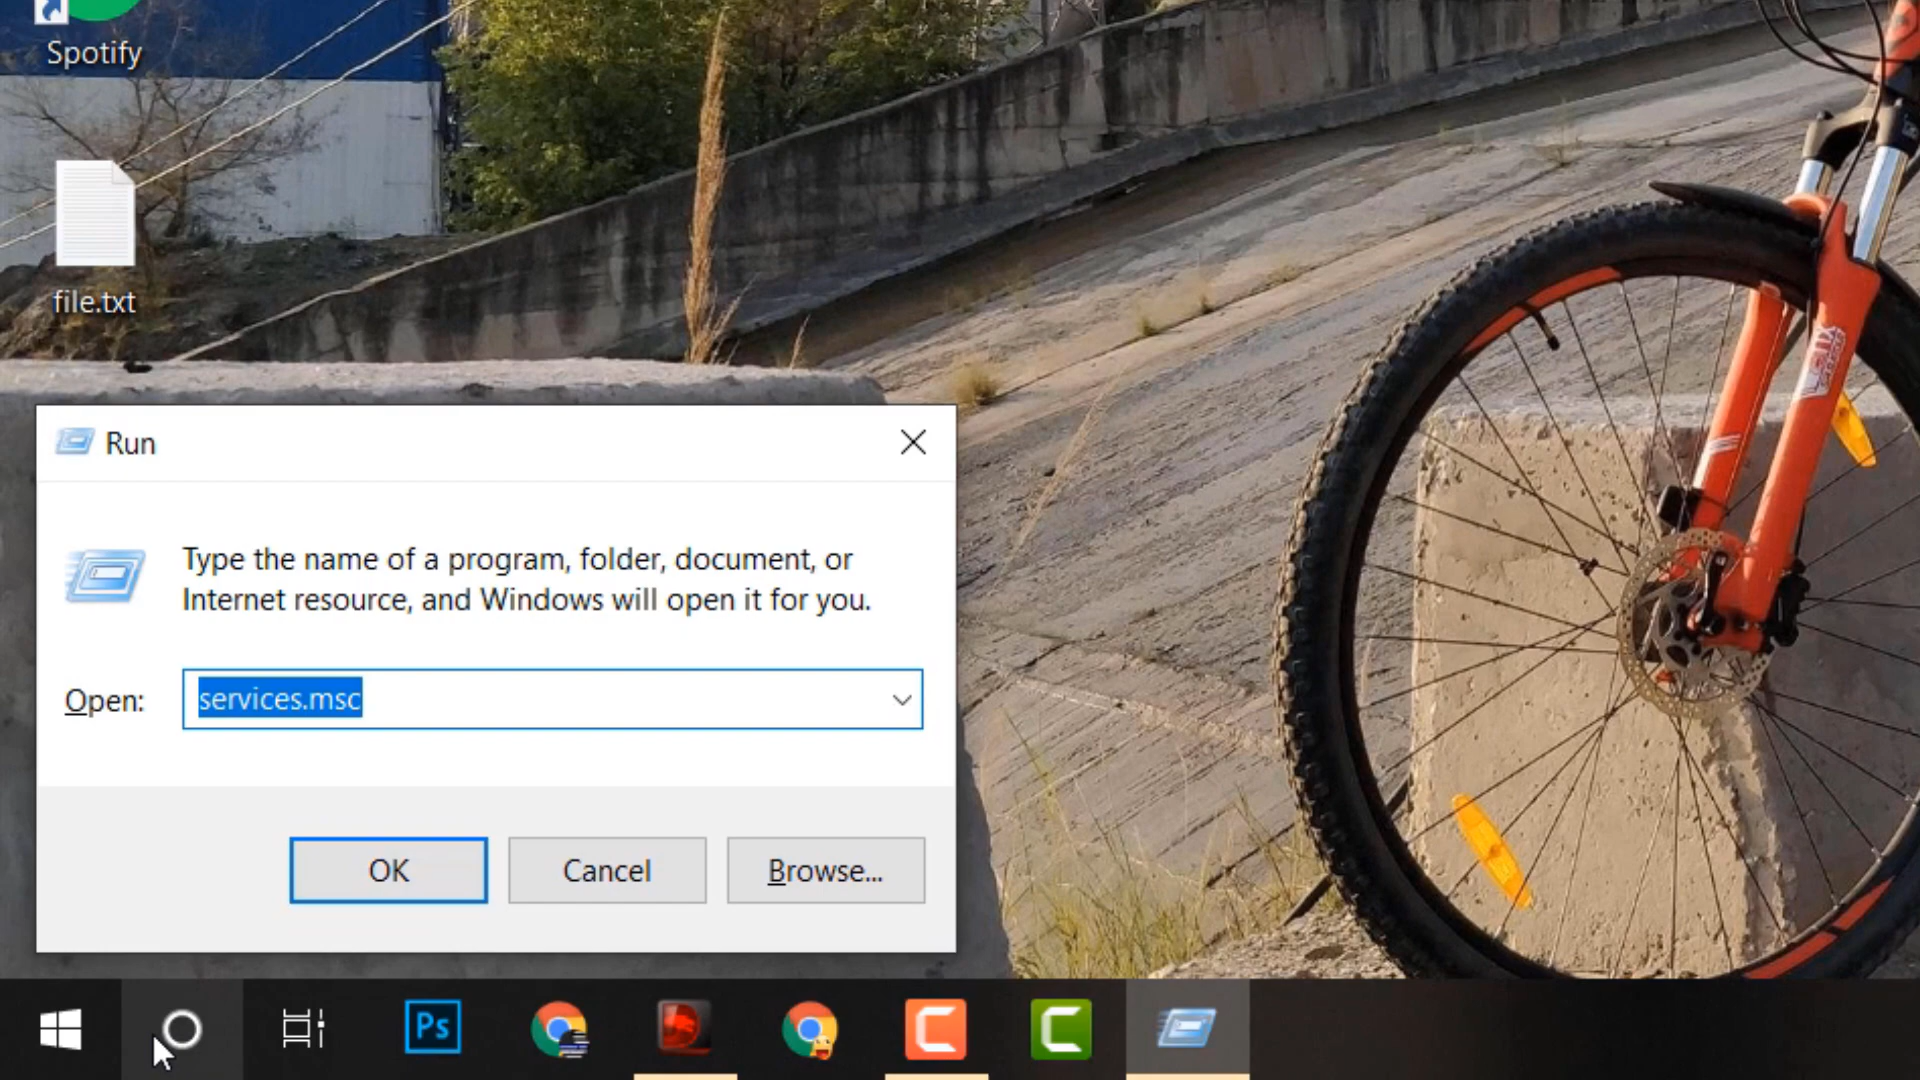 Spotify
file.txt
Run
Type the name of a program, folder, document, or
Internet resource, and Windows will open it for you.
Open:
services.msc
OK
Cancel
Browse...
Ps